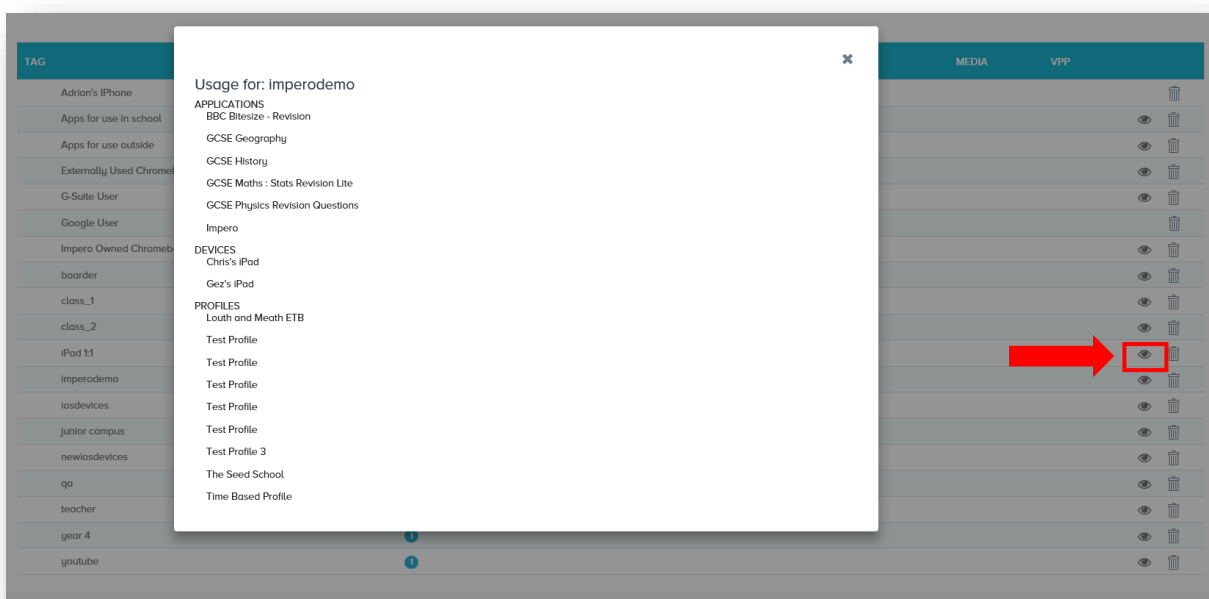 TAG MEDIA VPP
Usage for: imperodemo
APPLICATIONS
BBC Bitesize - Revision
GCSE Geography
GCSE History
GCSE Maths : Stats Revision Lite
GCSE Physics Revision Questions
Impero
DEVICES
Chris's iPad
Gez's iPad
PROFILES
Louth and Meath ETB
Test Profile
Test Profile
Test Profile
Test Profile
Test Profile
Test Profile 3
The Seed School
Time Based Profile
Adrian's IPhone
Apps for use in school
Apps for use outside
Externally Used
G-Suite User
Google User
Impero Owned
boarder
class_1
class_2
iPad 1:1
imperodemo
iosdevices
junior campus
newiosdevices
qa
teacher
year 4 1
youtube 1